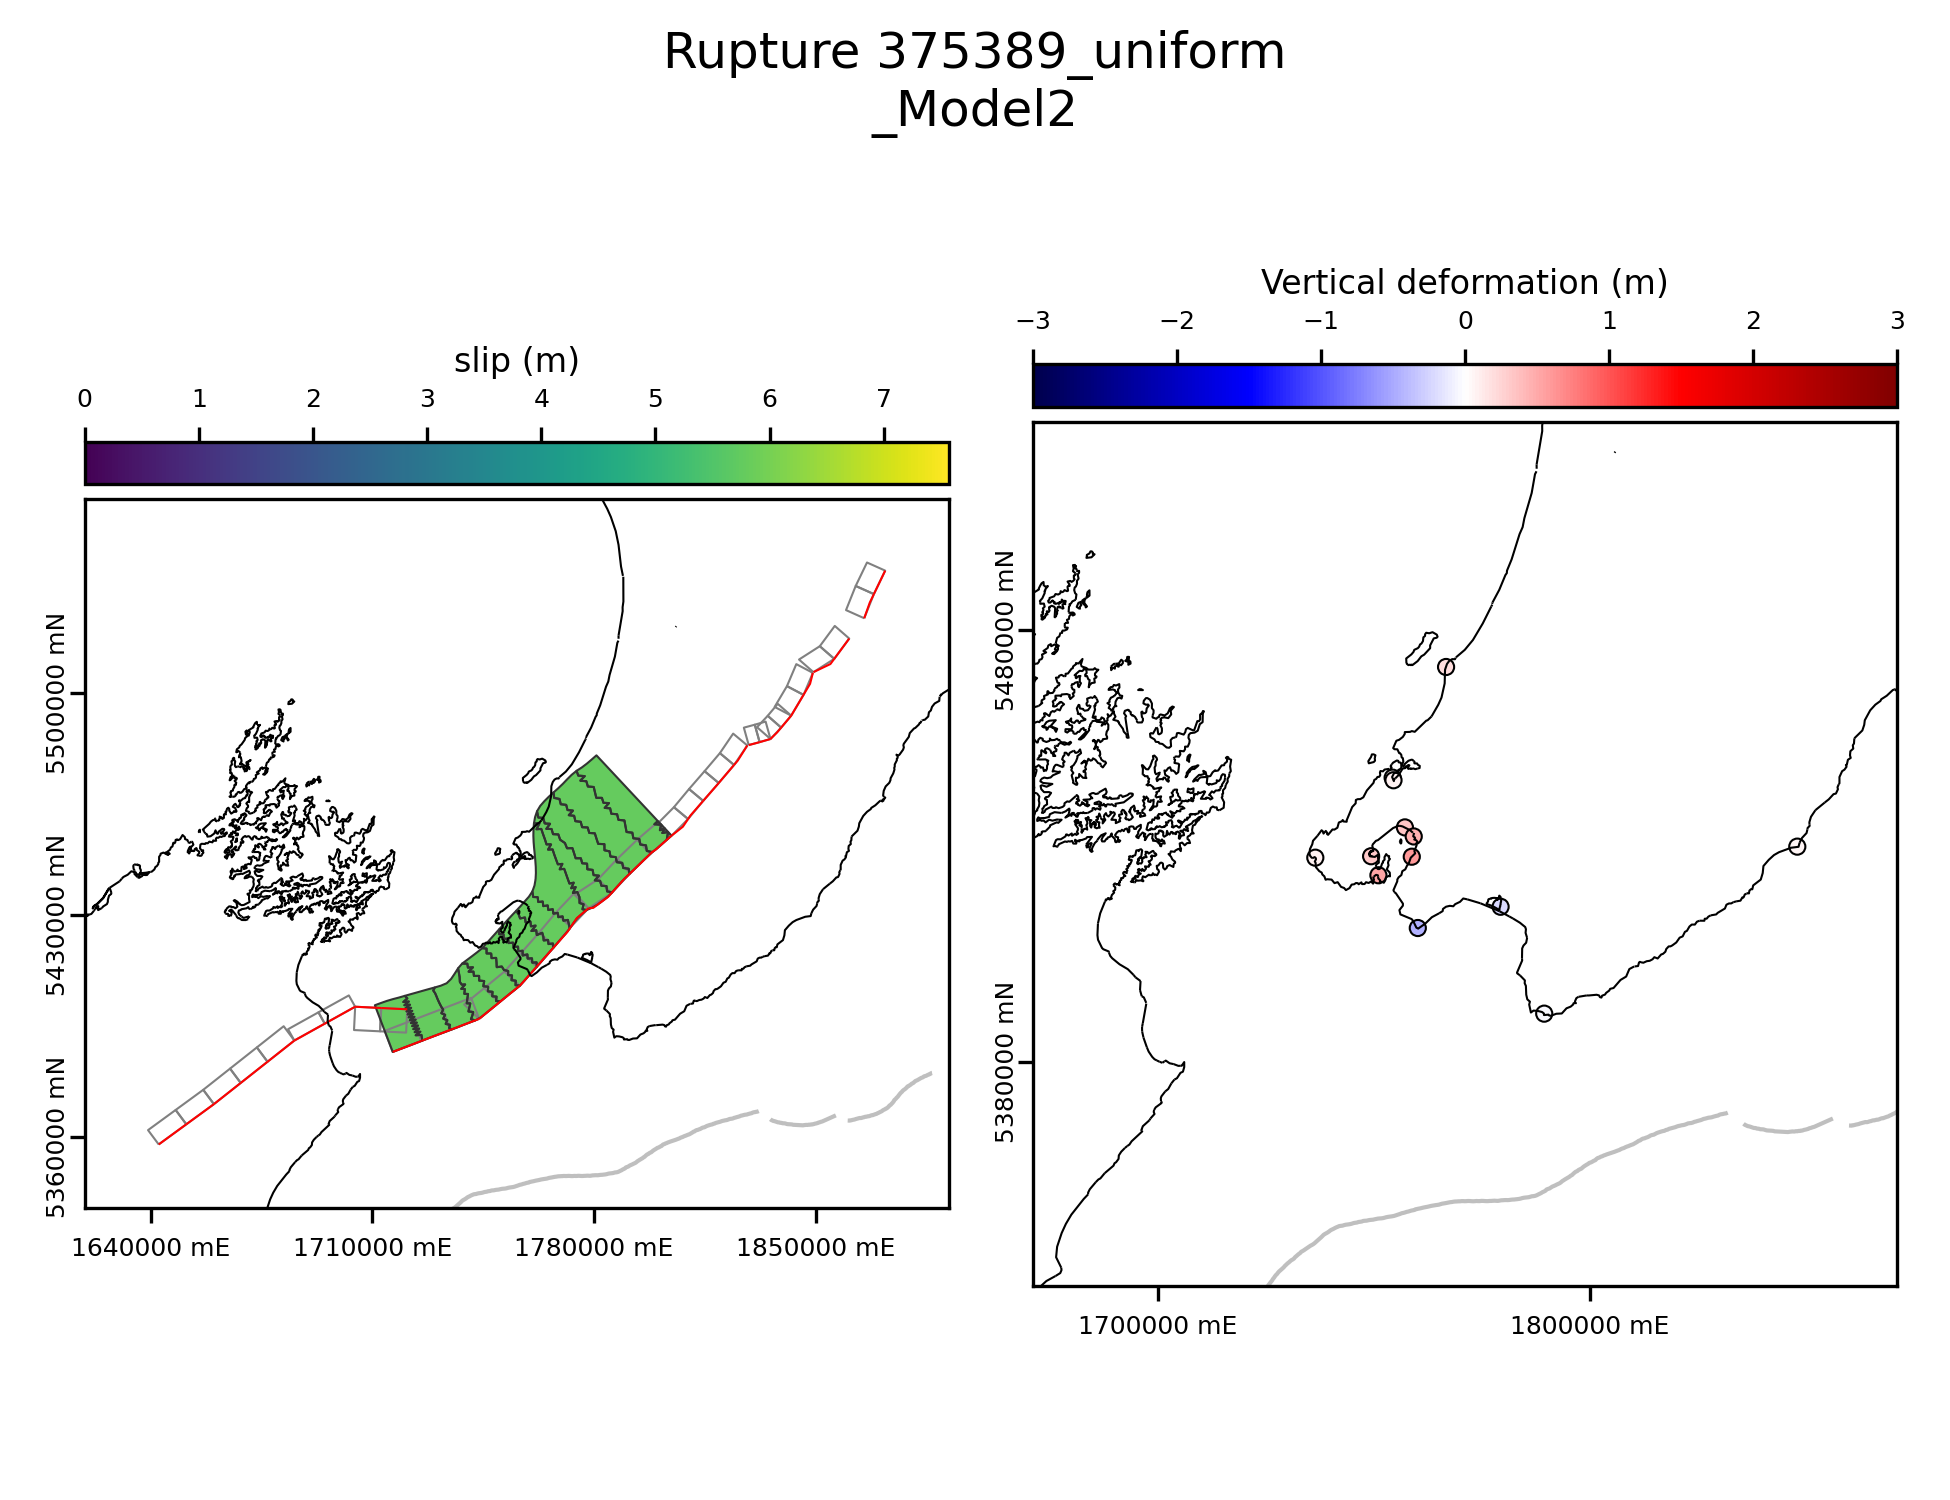 Rupture 375389_uniform
_Model2
slip (m)
0 1 2 3 4 5 6 7
5500000 mN
5430000 mN
5360000 mN
1640000 mE 1710000 mE 1780000 mE 1850000 mE
Vertical deformation (m)
−3 −2 −1 0 1 2 3
5480000 mN
5380000 mN
1700000 mE 1800000 mE